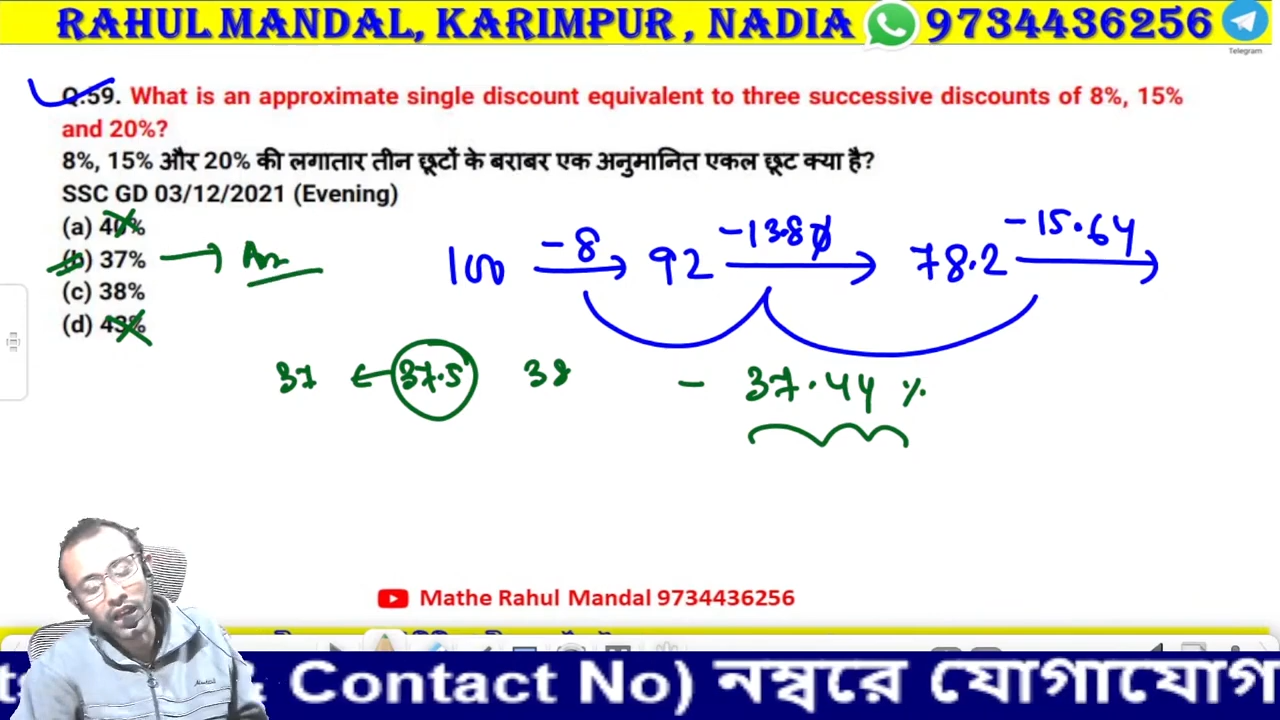 RAHUL MANDAL, KARIMPUR , NADIA 9734436256
Telegram
Q.59. What is an approximate single discount equivalent to three successive discounts of 8%, 15%
and 20%?
8%, 15% और 20% की लगातार तीन छूटों के बराबर एक अनुमानित एकल छूट क्या है?
SSC GD 03/12/2021 (Evening)
(a) 40%
(b) 37% → Ans
(c) 38%
(d) 43%
100 -8 → 92 -13.80 → 78.2 -15.64 →
37 ← 37.5 38 - 37.44 %
Mathe Rahul Mandal 9734436256
& Contact No) নম্বরে যোগাযোগ